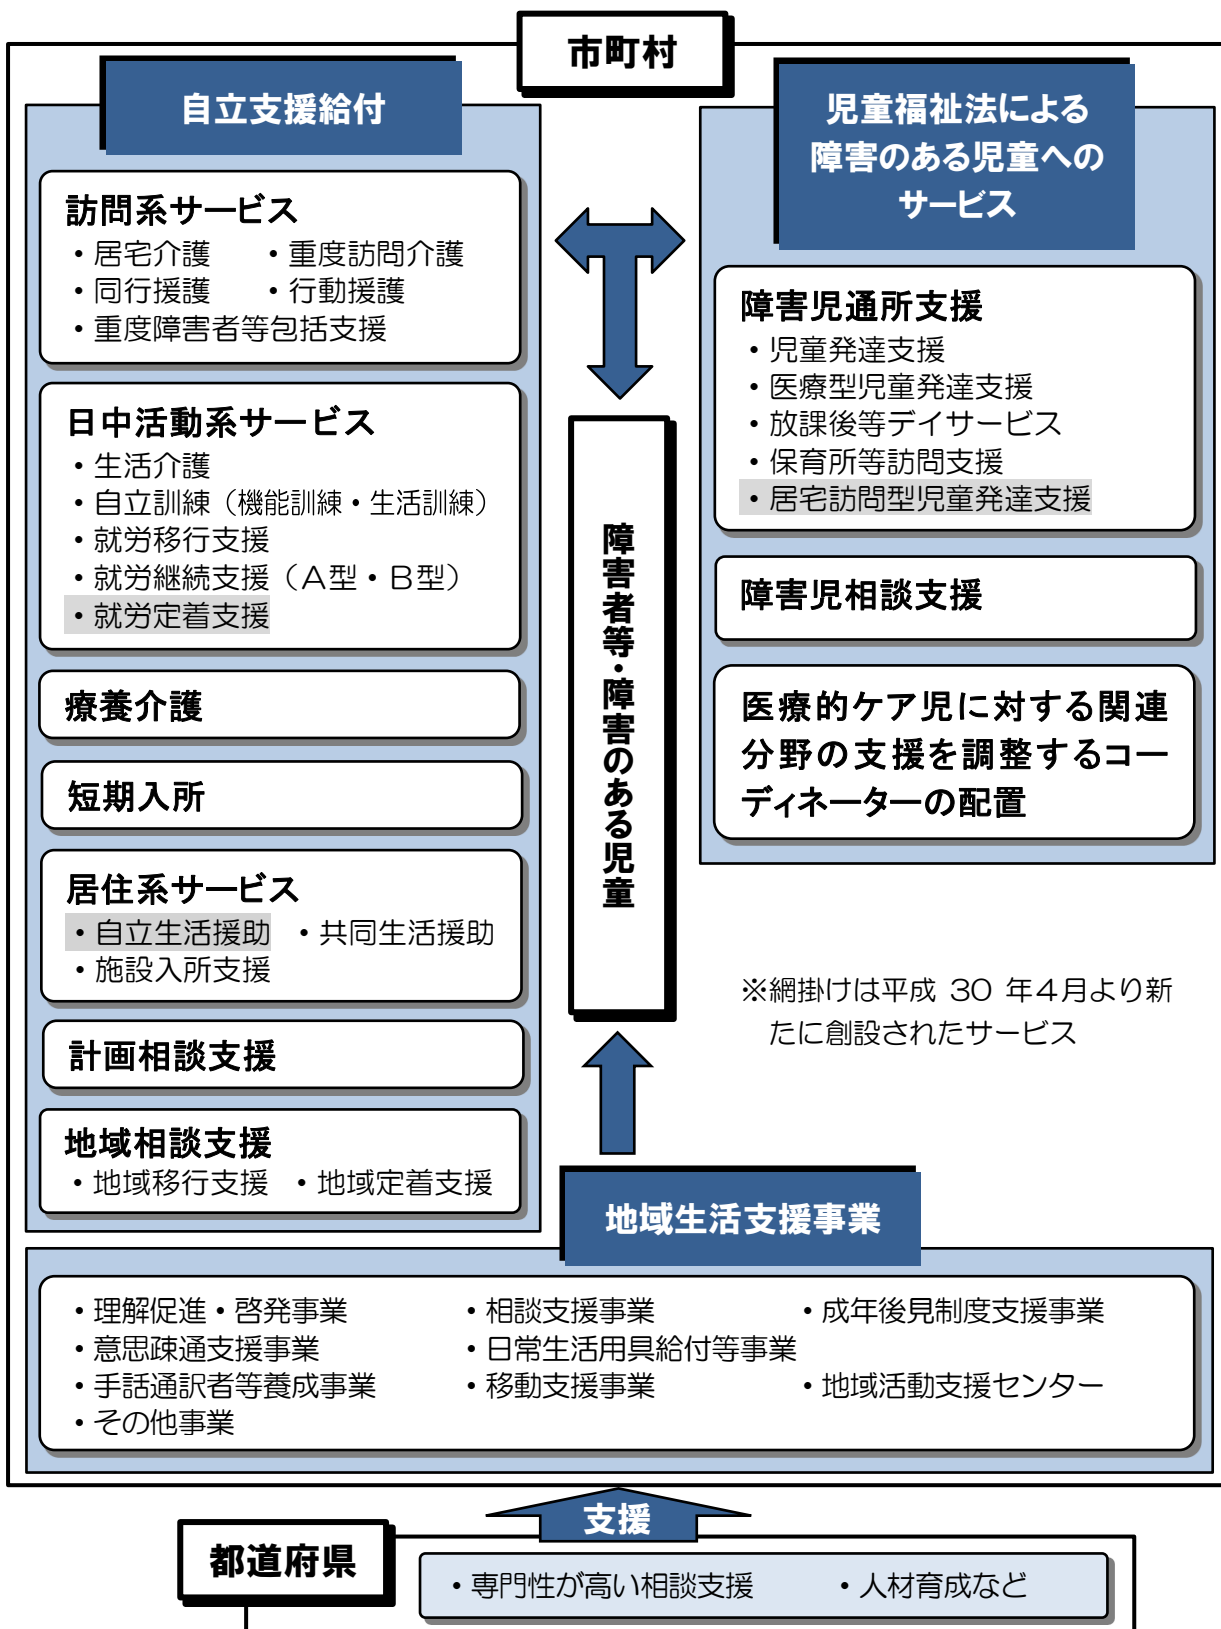 市町村
自立支援給付
訪問系サービス
・居宅介護　・重度訪問介護
・同行援護　・行動援護
・重度障害者等包括支援
日中活動系サービス
・生活介護
・自立訓練（機能訓練・生活訓練）
・就労移行支援
・就労継続支援（A型・B型）
・就労定着支援
療養介護
短期入所
居住系サービス
・自立生活援助　・共同生活援助
・施設入所支援
計画相談支援
地域相談支援
・地域移行支援　・地域定着支援
障害者等・障害のある児童
児童福祉法による
障害のある児童への
サービス
障害児通所支援
・児童発達支援
・医療型児童発達支援
・放課後等デイサービス
・保育所等訪問支援
・居宅訪問型児童発達支援
障害児相談支援
医療的ケア児に対する関連
分野の支援を調整するコー
ディネーターの配置
※網掛けは平成 30 年4月より新
たに創設されたサービス
地域生活支援事業
・理解促進・啓発事業　・相談支援事業　・成年後見制度支援事業
・意思疎通支援事業　・日常生活用具給付等事業
・手話通訳者等養成事業　・移動支援事業　・地域活動支援センター
・その他事業
支援
都道府県
・専門性が高い相談支援　・人材育成など